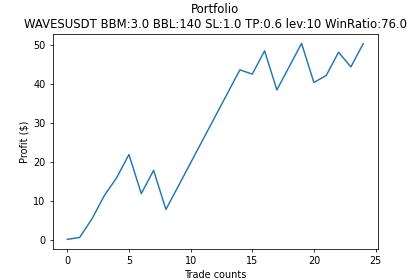 Portfolio
WAVESUSDT BBM:3.0 BBL:140 SL:1.0 TP:0.6 lev:10 WinRatio:76.0
50
40
30
20
10
0
Profit ($)
0 5 10 15 20 25
Trade counts